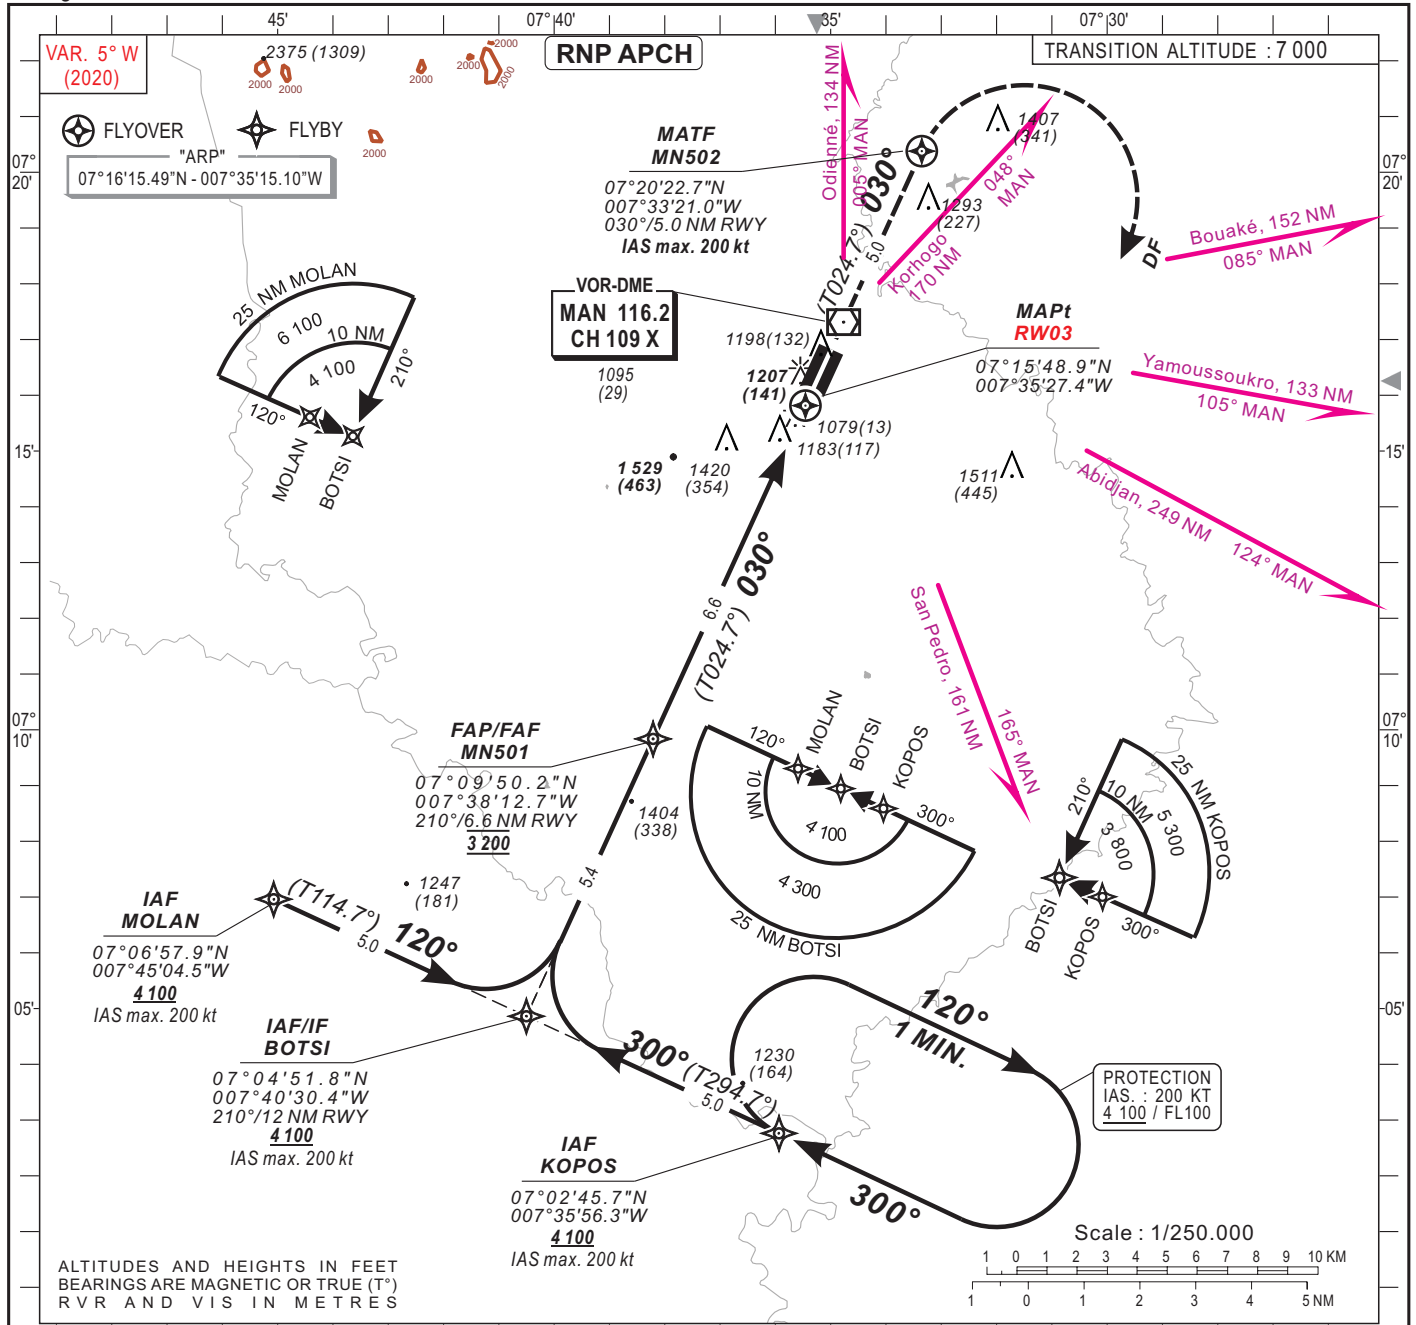 45'
07°40'
35'
07°30'
VAR. 5° W
(2020)
2375 (1309)
2000
2000
2000
2000
2000
2000
2000
RNP APCH
TRANSITION ALTITUDE : 7 000
FLYOVER
FLYBY
"ARP"
07°16'15.49"N - 007°35'15.10"W
07°
20'
07°
20'
MATF
MN502
07°20'22.7"N
007°33'21.0"W
030°/5.0 NM RWY
IAS max. 200 kt
Odienné, 134 NM
005° MAN
(T024.7°) 030°
5.0
1407
(341)
048°
MAN
1293
(227)
Korhogo
170 NM
DF
Bouaké, 152 NM
085° MAN
25 NM MOLAN
6 100
10 NM
4 100
210°
120°
MOLAN
BOTSI
VOR-DME
MAN 116.2
CH 109 X
1198(132)
1095
(29)
1207
(141)
MAPt
RW03
07°15'48.9"N
007°35'27.4"W
Yamoussoukro, 133 NM
105° MAN
1079(13)
1183(117)
15'
15'
1 529
(463)
1420
(354)
1511
(445)
Abidjan, 249 NM
124° MAN
030°
6.6
(T024.7°)
San Pedro, 161 NM
165° MAN
07°
10'
07°
10'
FAP/FAF
MN501
07°09'50.2"N
007°38'12.7"W
210°/6.6 NM RWY
3 200
1404
(338)
120°
MOLAN
BOTSI
KOPOS
10 NM
300°
4 100
4 300
25 NM BOTSI
25 NM KOPOS
210°
10 NM
5 300
3 800
300°
BOTSI
KOPOS
5.4
1247
(181)
IAF
MOLAN
07°06'57.9"N
007°45'04.5"W
4 100
IAS max. 200 kt
(T114.7°)
5.0
120°
05'
05'
IAF/IF
BOTSI
07°04'51.8"N
007°40'30.4"W
210°/12 NM RWY
4 100
IAS max. 200 kt
300° (T294.7°)
5.0
1230
(164)
120°
1 MIN.
PROTECTION
IAS. : 200 KT
4 100 / FL100
IAF
KOPOS
07°02'45.7"N
007°35'56.3"W
4 100
IAS max. 200 kt
300°
Scale : 1/250.000
1 0 1 2 3 4 5 6 7 8 9 10 KM
1 0 1 2 3 4 5 NM
ALTITUDES AND HEIGHTS IN FEET
BEARINGS ARE MAGNETIC OR TRUE (T°)
RVR AND VIS IN METRES